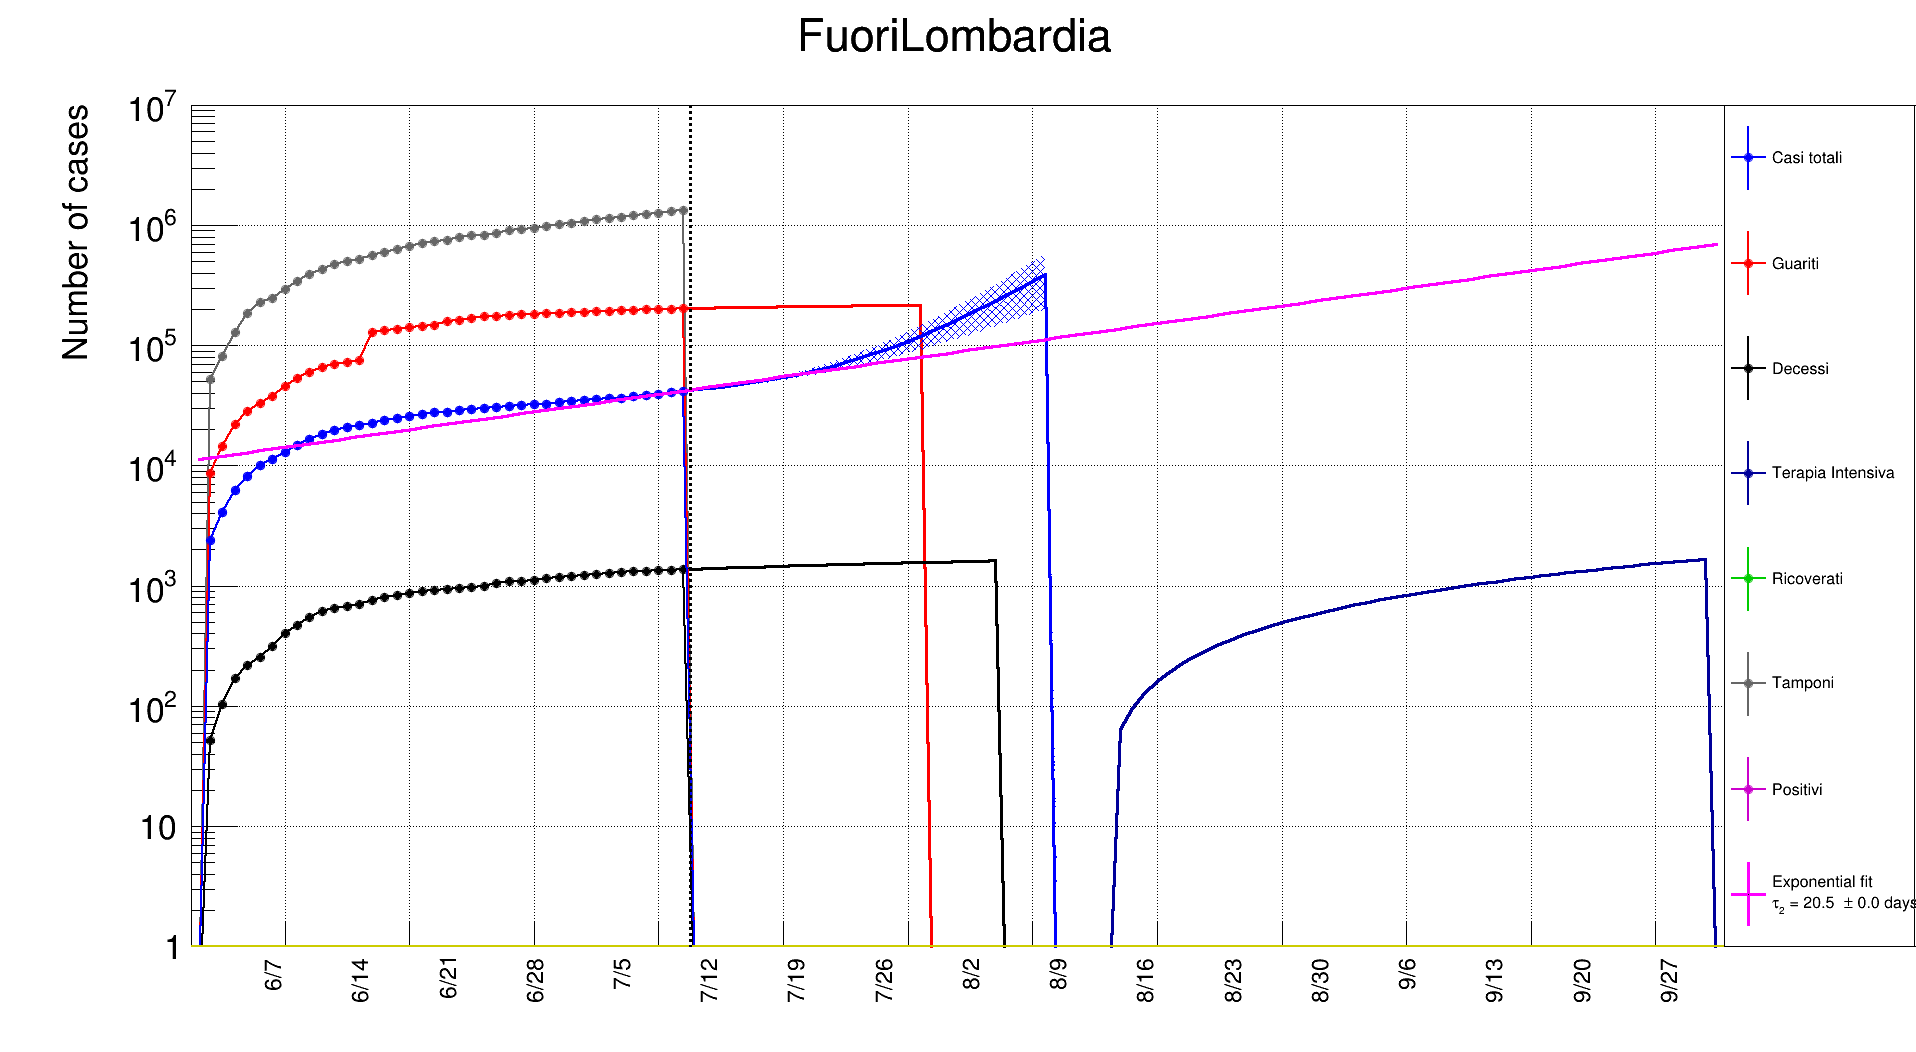 FuoriLombardia
Number of cases
10^7
10^6
10^5
10^4
10^3
10^2
10
1
6/7
6/14
6/21
6/28
7/5
7/12
7/19
7/26
8/2
8/9
8/16
8/23
8/30
9/6
9/13
9/20
9/27
Casi totali
Guariti
Decessi
Terapia Intensiva
Ricoverati
Tamponi
Positivi
Exponential fit
τ_2 = 20.5 ± 0.0 days